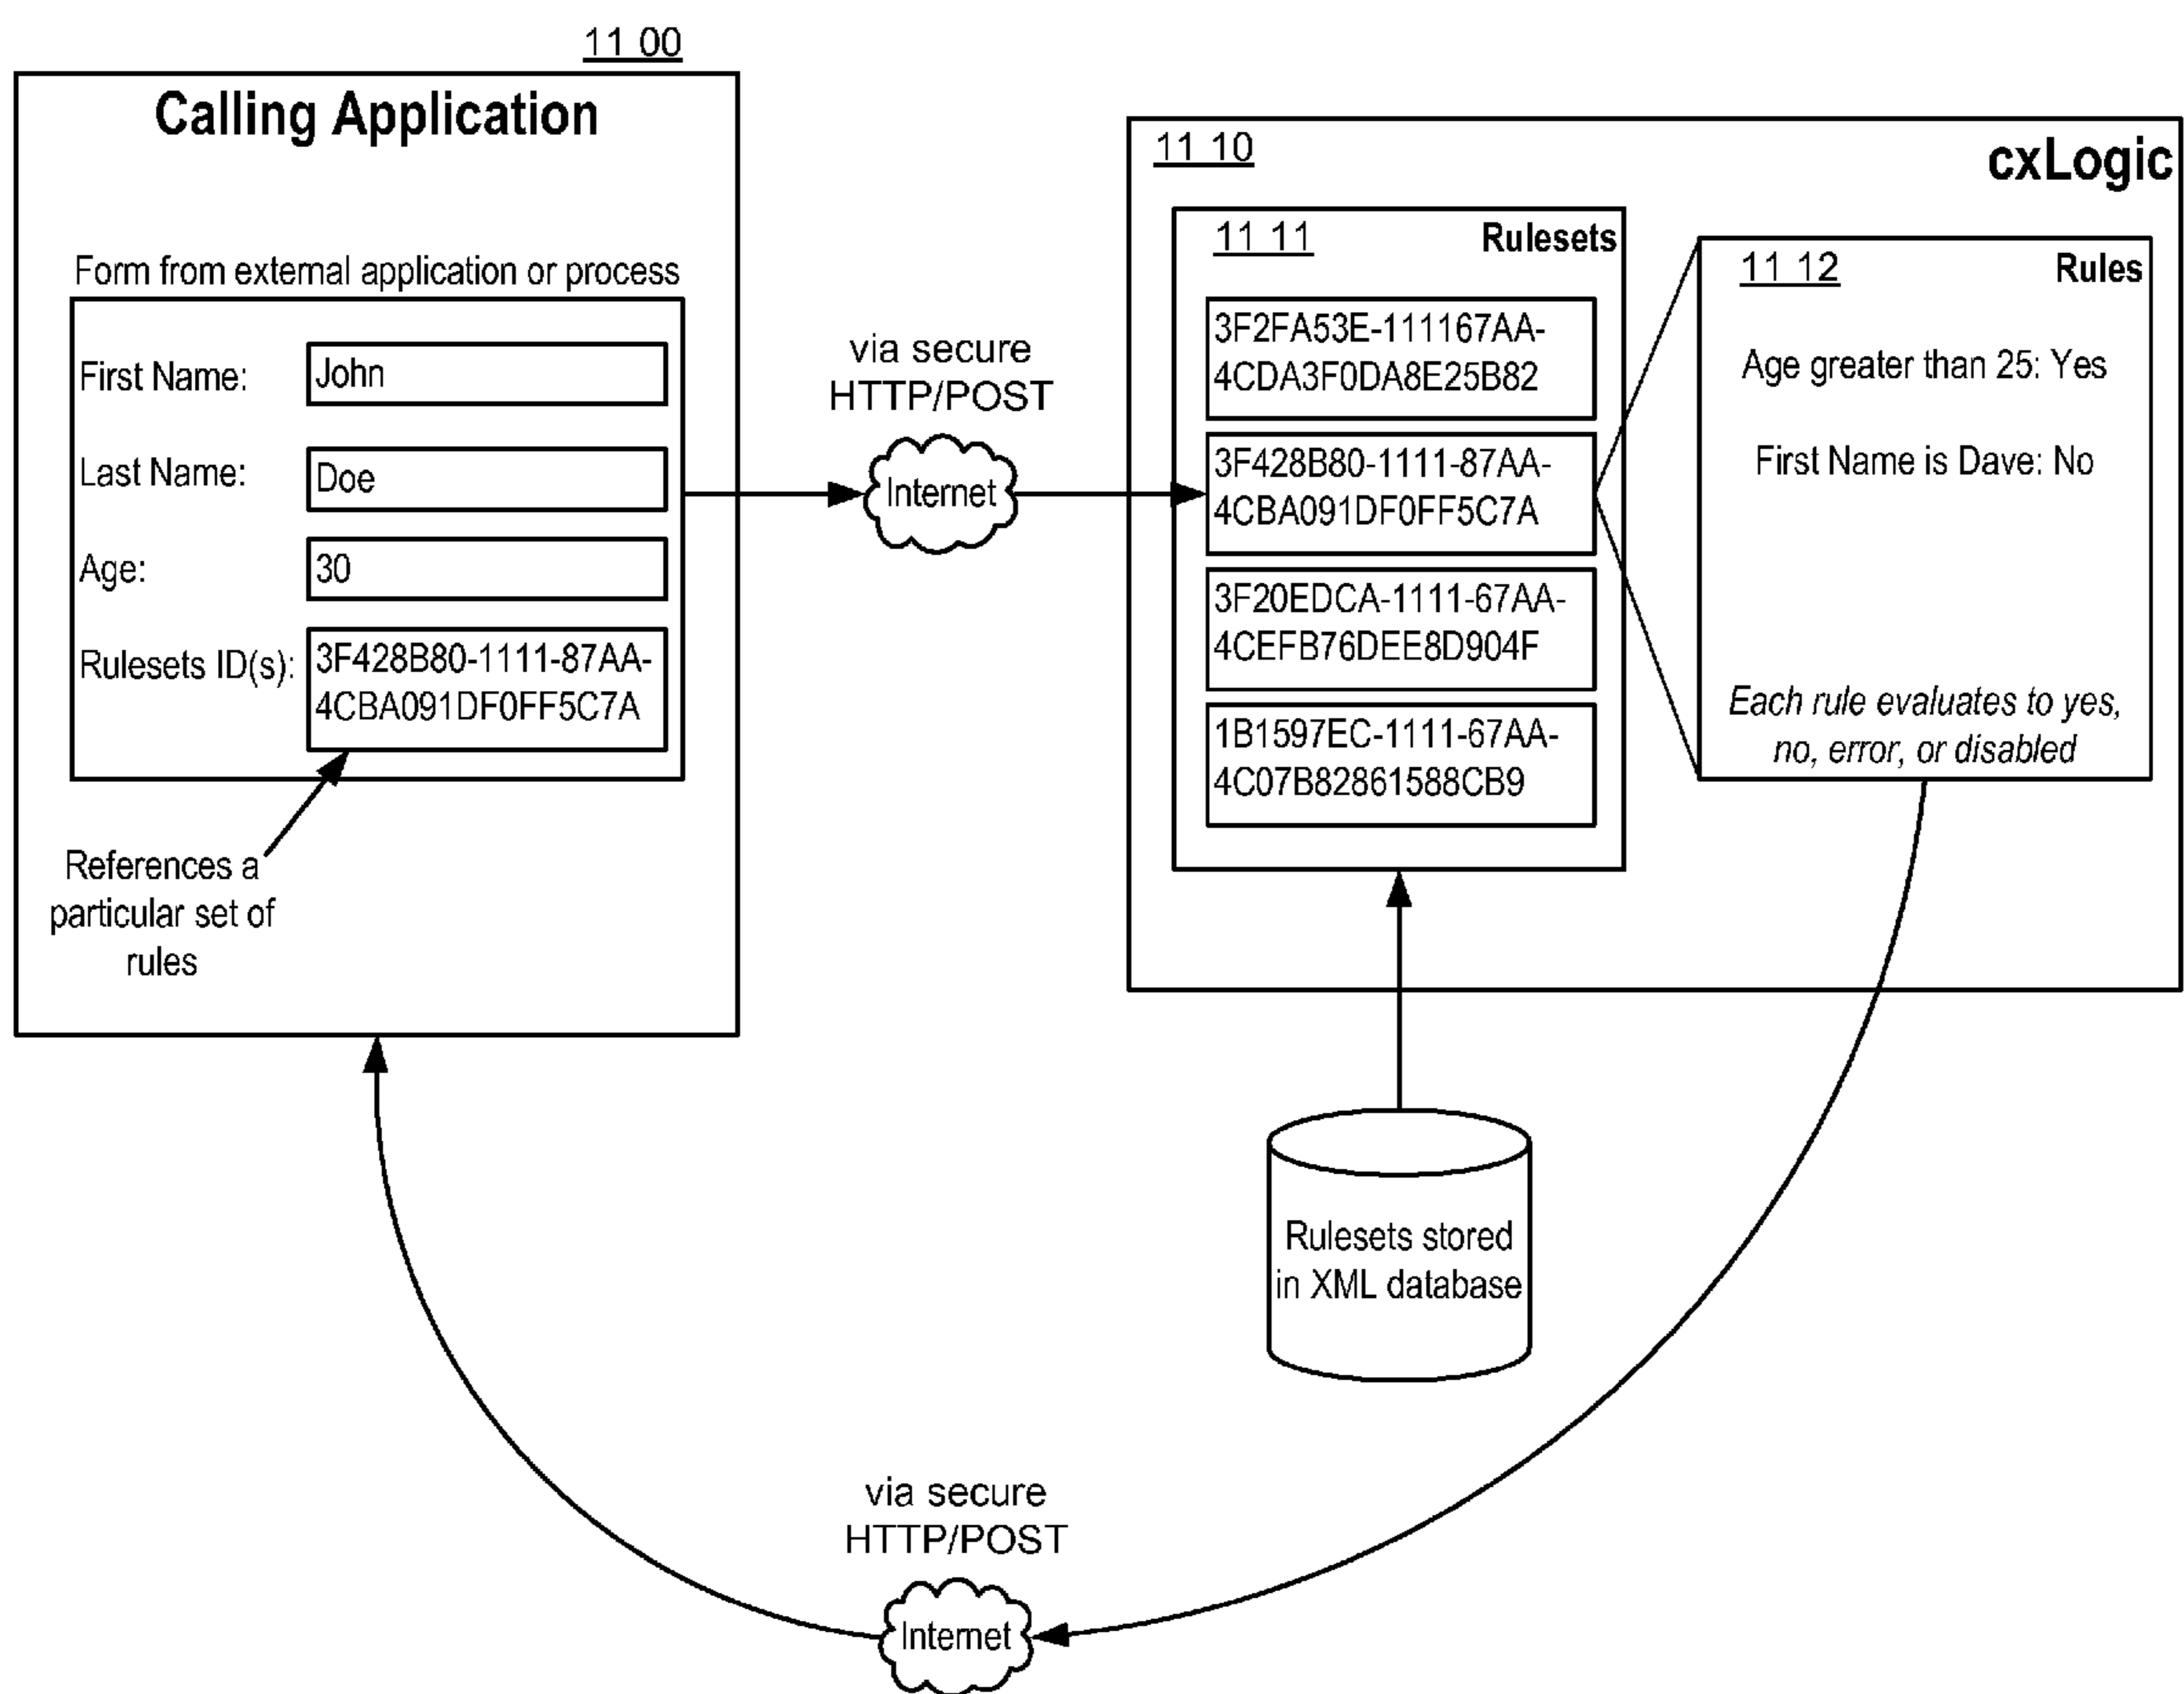 11 00
Calling Application
Form from external application or process
First Name:
John
Last Name:
Doe
Age:
30
Rulesets ID(s):
3F428B80-1111-87AA-
4CBA091DF0FF5C7A
References a
particular set of
rules
via secure
HTTP/POST
Internet
11 10
cxLogic
11 11
Rulesets
3F2FA53E-111167AA-
4CDA3F0DA8E25B82
3F428B80-1111-87AA-
4CBA091DF0FF5C7A
3F20EDCA-1111-67AA-
4CEFB76DEE8D904F
1B1597EC-1111-67AA-
4C07B82861588CB9
11 12
Rules
Age greater than 25: Yes
First Name is Dave: No
Each rule evaluates to yes,
no, error, or disabled
Rulesets stored
in XML database
via secure
HTTP/POST
Internet